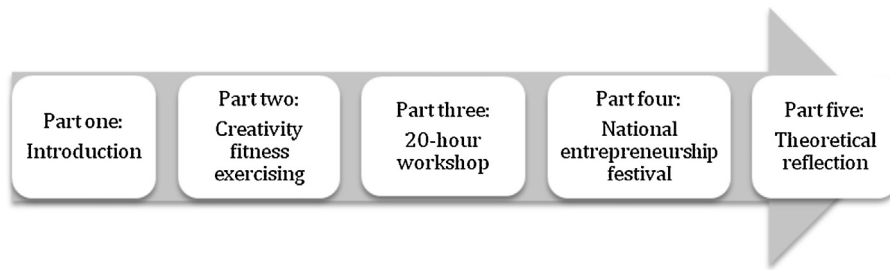 Part one:
Introduction
Part two:
Creativity
fitness
exercising
Part three:
20-hour
workshop
Part four:
National
entrepreneurship
festival
Part five:
Theoretical
reflection